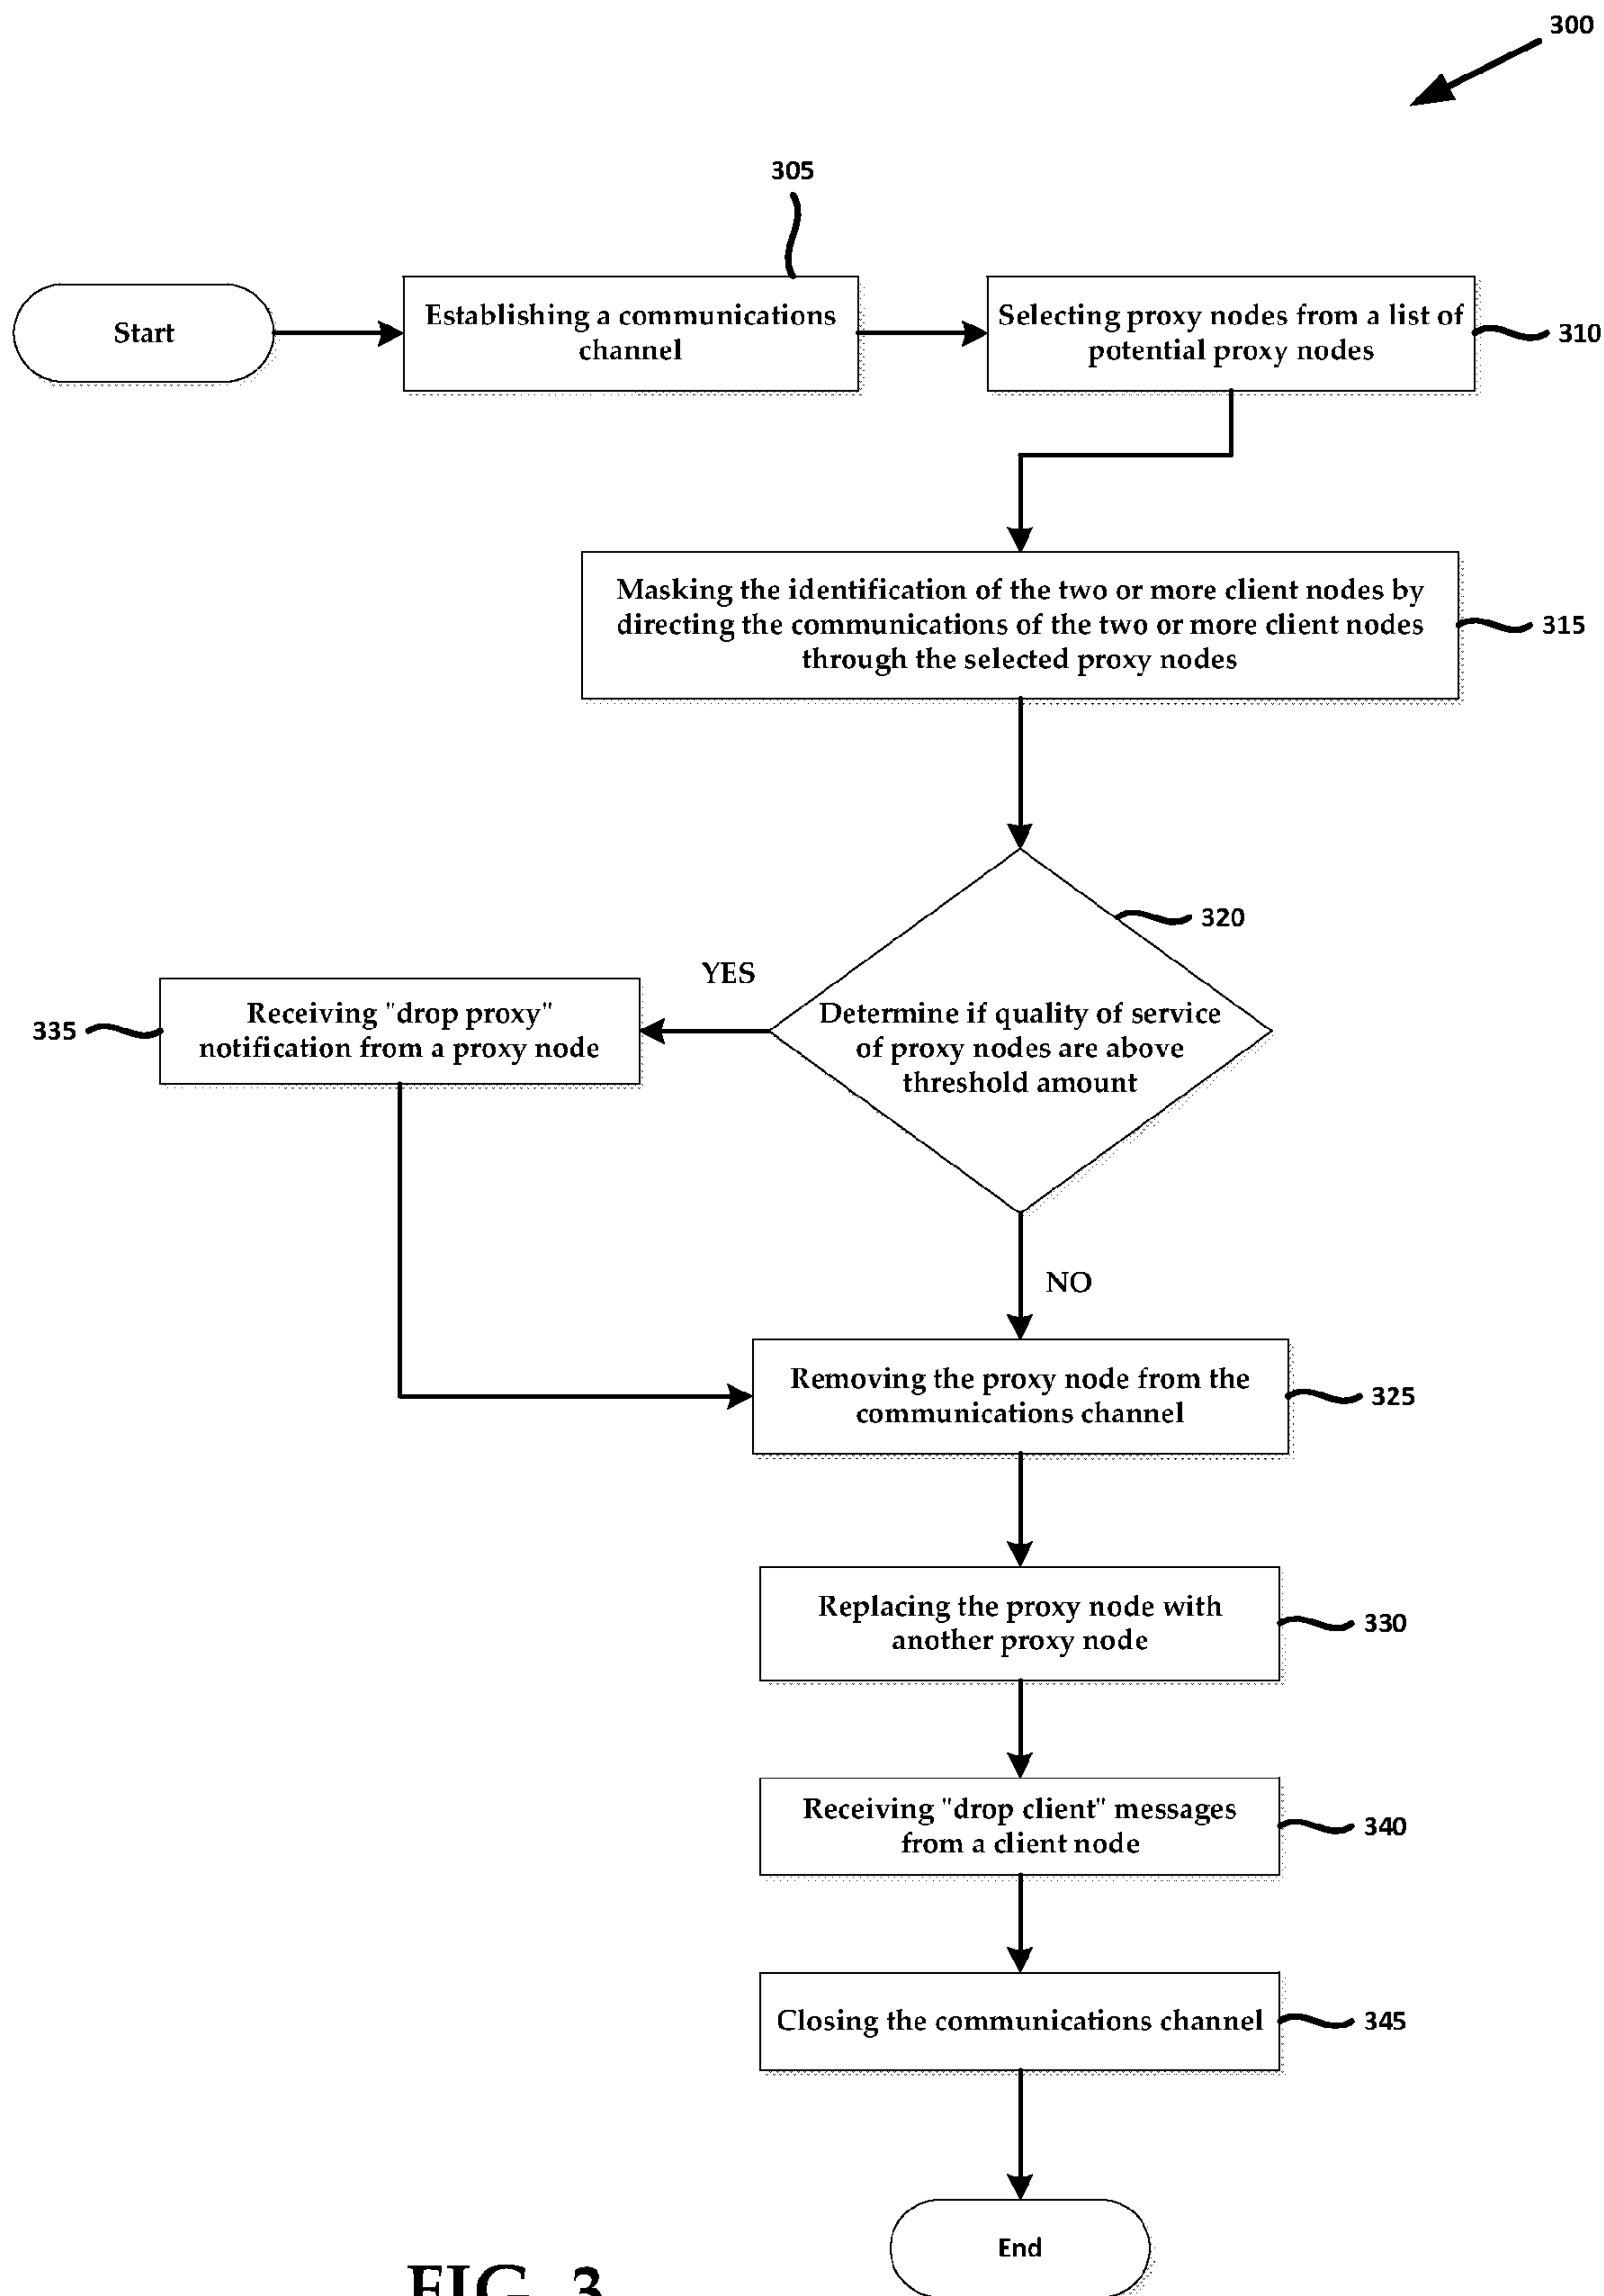 300
305
Start
Establishing a communications
channel
Selecting proxy nodes from a list of
potential proxy nodes
310
Masking the identification of the two or more client nodes by
directing the communications of the two or more client nodes
through the selected proxy nodes
315
320
YES
Determine if quality of service
of proxy nodes are above
threshold amount
335
Receiving "drop proxy"
notification from a proxy node
NO
Removing the proxy node from the
communications channel
325
Replacing the proxy node with
another proxy node
330
Receiving "drop client" messages
from a client node
340
Closing the communications channel
345
End
FIG. 3